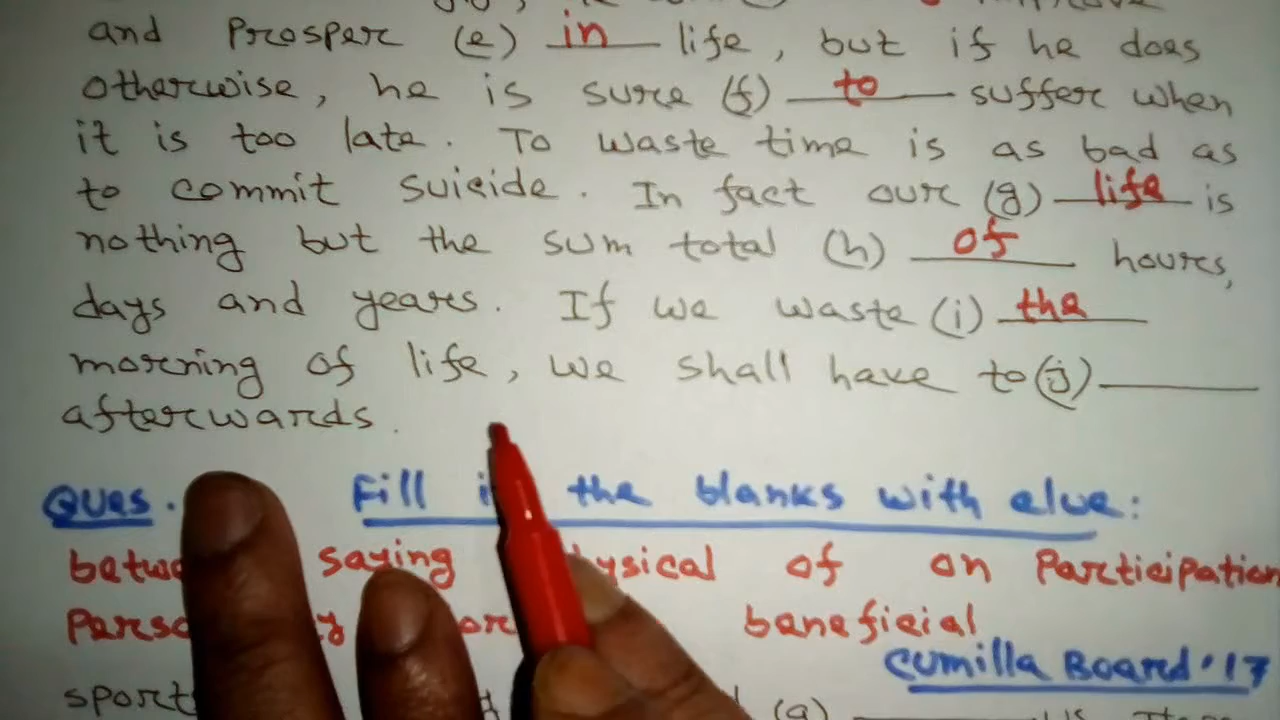 and prosper (e) in life, but if he does
otherwise, he is sure (f) to suffer when
it is too late. To waste time is as bad as
to commit suicide. In fact our (g) life is
nothing but the sum total (h) of hours,
days and years. If we waste (i) the
morning of life, we shall have to (j) ______
afterwards.
Ques. Fill the blanks with clue:
saying of on Participation
beneficial
Cumilla Board '17
(a) ______ is